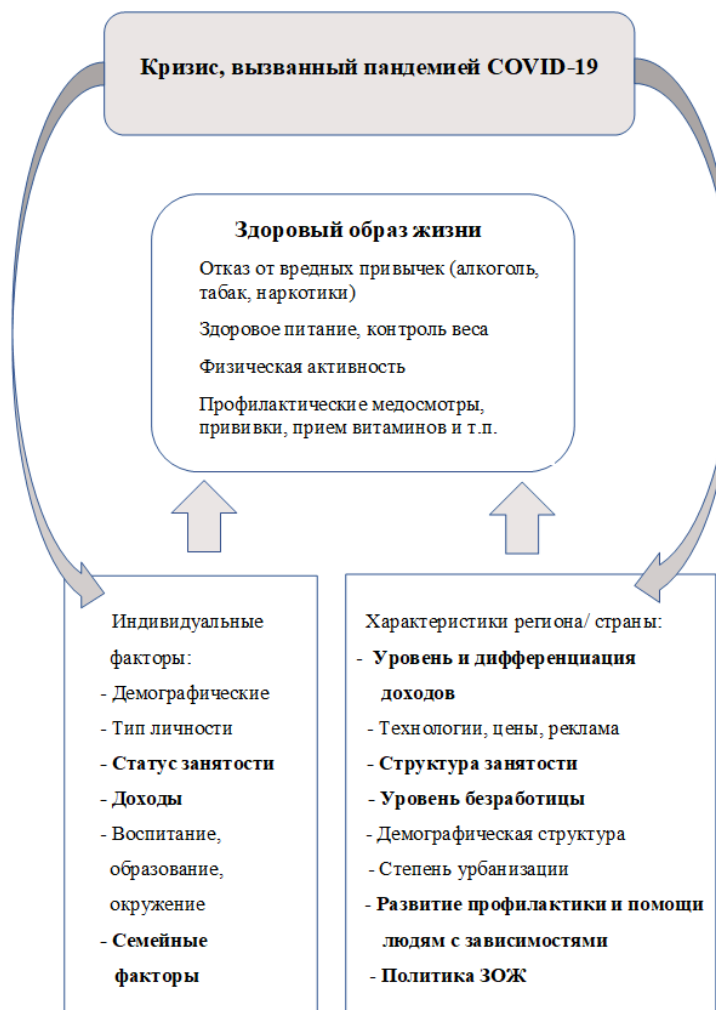 Кризис, вызванный пандемией COVID-19
Здоровый образ жизни
Отказ от вредных привычек (алкоголь,
табак, наркотики)
Здоровое питание, контроль веса
Физическая активность
Профилактические медосмотры,
прививки, прием витаминов и т.п.
Индивидуальные
факторы:
- Демографические
- Тип личности
- Статус занятости
- Доходы
- Воспитание,
образование,
окружение
- Семейные
факторы
Характеристики региона/ страны:
- Уровень и дифференциация
доходов
- Технологии, цены, реклама
- Структура занятости
- Уровень безработицы
- Демографическая структура
- Степень урбанизации
- Развитие профилактики и помощи
людям с зависимостями
- Политика ЗОЖ